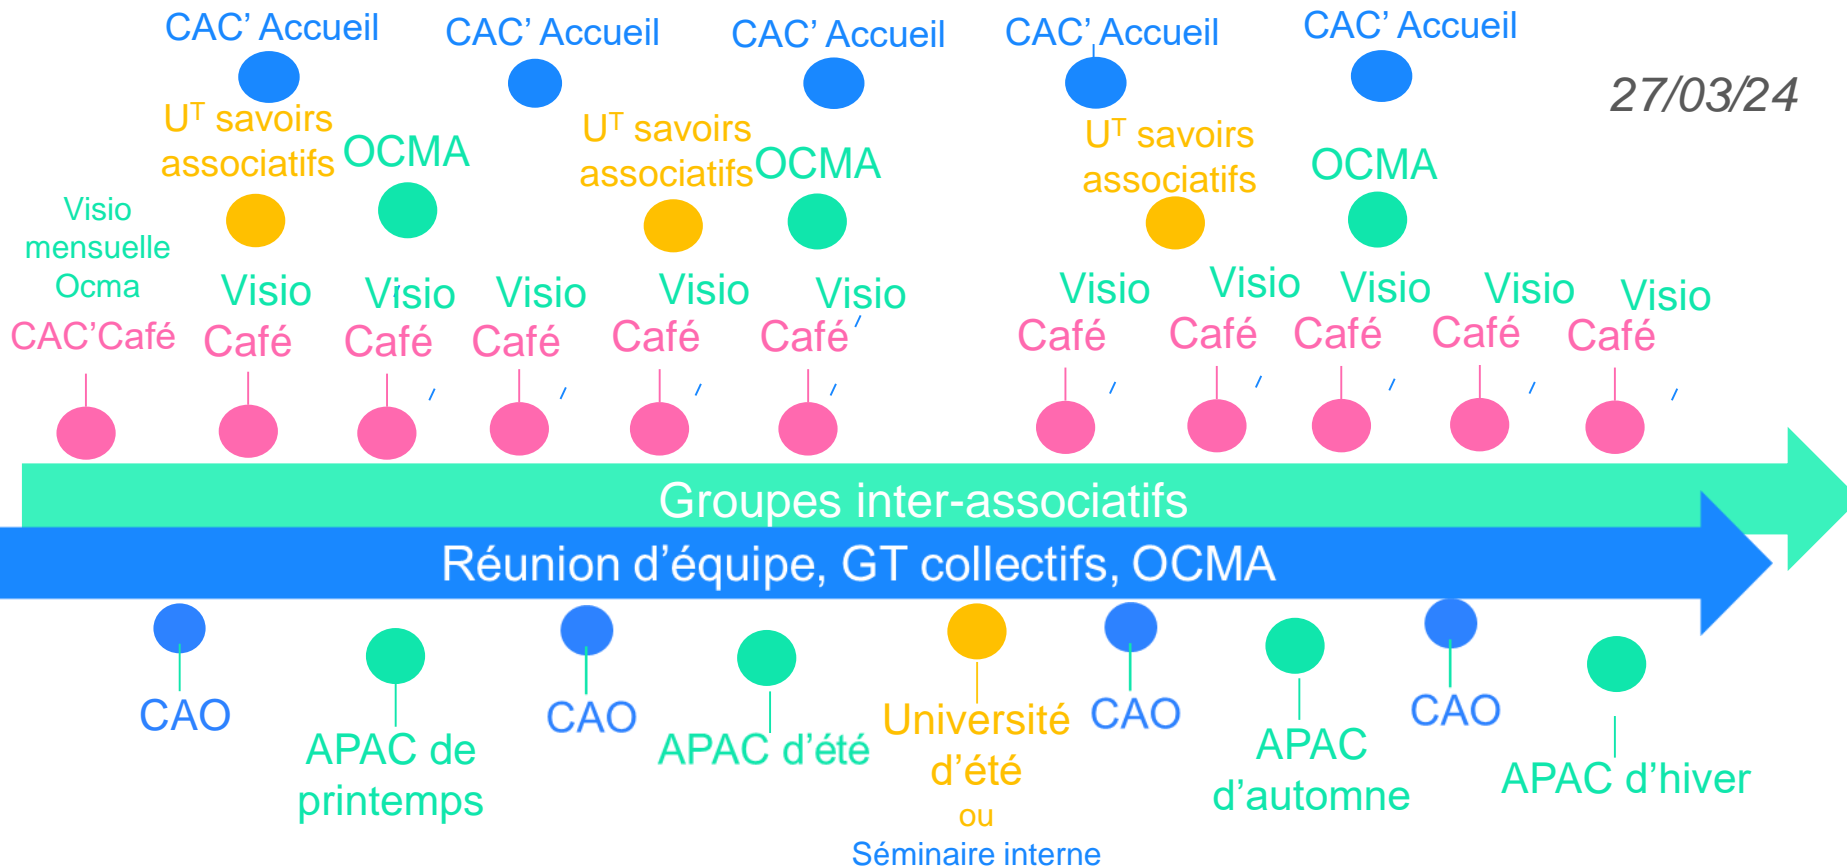 CAC’ Accueil
CAC’ Accueil
CAC’ Accueil
CAC’ Accueil
CAC’ Accueil
27/03/24
Uᵀ savoirs
associatifs
OCMA
Uᵀ savoirs
associatifs
OCMA
Uᵀ savoirs
associatifs
OCMA
Visio
mensuelle
Ocma
Visio
Visio
Visio
Visio
Visio
Visio
Visio
Visio
Visio
Visio
CAC’Café
Café
Café
Café
Café
Café
Café
Café
Café
Café
Café
Groupes inter-associatifs
Réunion d’équipe, GT collectifs, OCMA
CAO
APAC de
printemps
CAO
APAC d’été
Université
d’été
ou
Séminaire interne
CAO
APAC
d’automne
CAO
APAC d’hiver